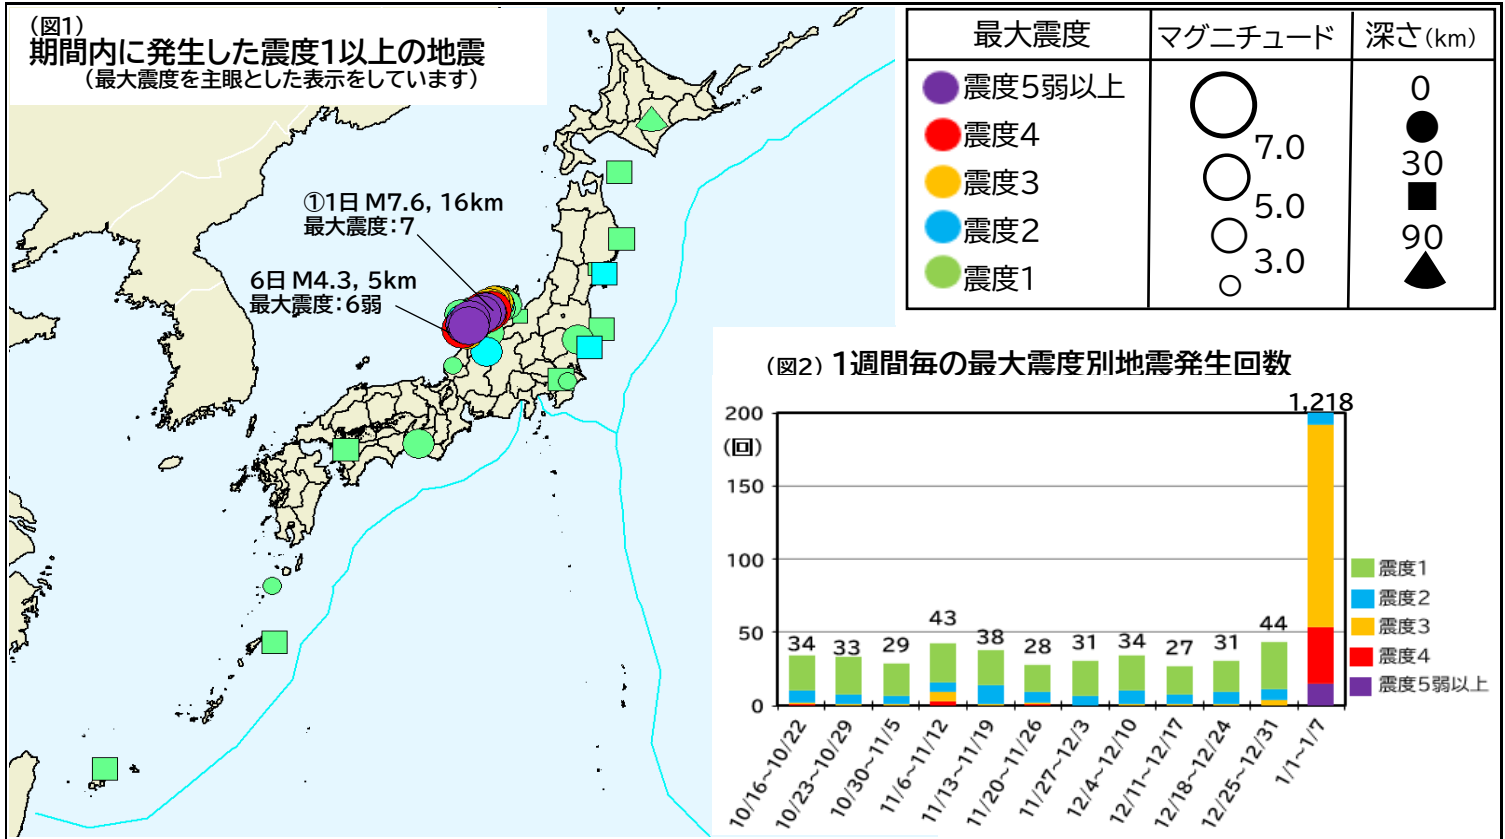 (図1)
期間内に発生した震度1以上の地震
(最大震度を主眼とした表示をしています)
①1日 M7.6, 16km
最大震度:7
6日 M4.3, 5km
最大震度:6弱
最大震度 マグニチュード 深さ(km)
震度5弱以上
震度4
震度3
震度2
震度1
7.0
5.0
3.0
0
30
90
(図2) 1週間毎の最大震度別地震発生回数
200
(回)
150
100
50
0
34
33
29
43
38
28
31
34
27
31
44
1,218
10/16~10/22
10/23~10/29
10/30~11/5
11/6~11/12
11/13~11/19
11/20~11/26
11/27~12/3
12/4~12/10
12/11~12/17
12/18~12/24
12/25~12/31
1/1~1/7
震度1
震度2
震度3
震度4
震度5弱以上